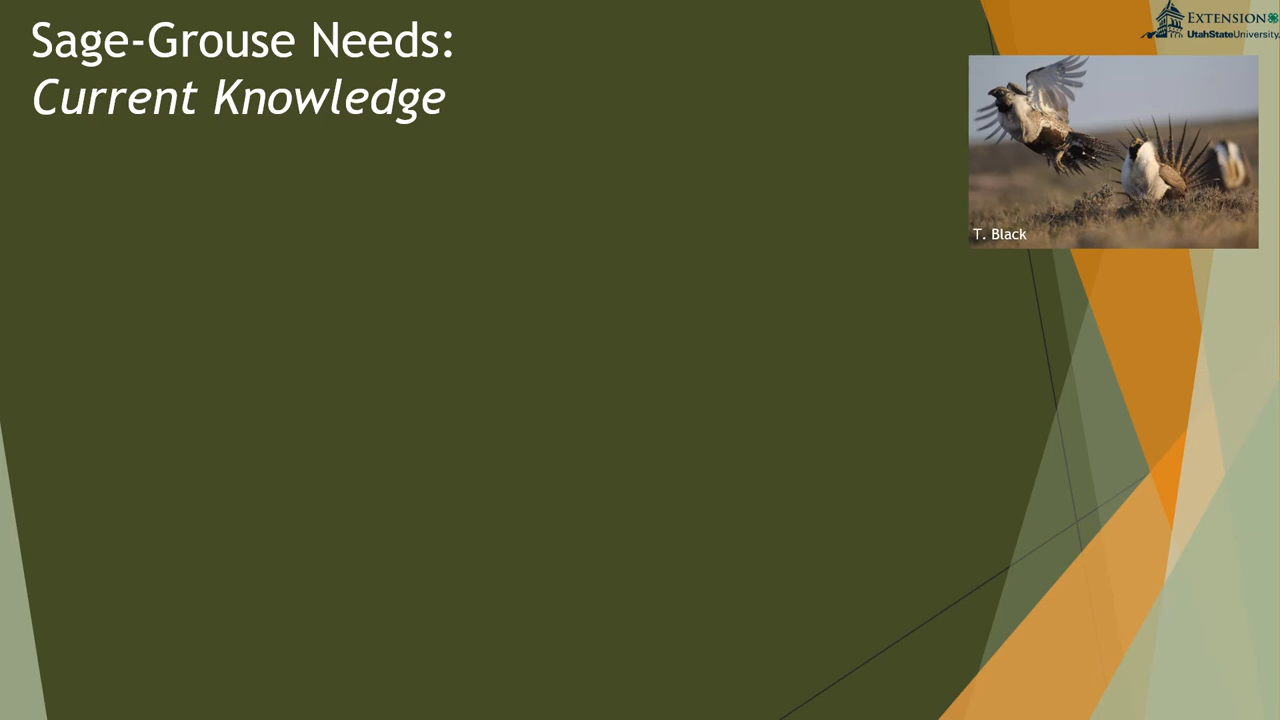 Sage-Grouse Needs:
Current Knowledge
EXTENSION
UtahStateUniversity
T. Black